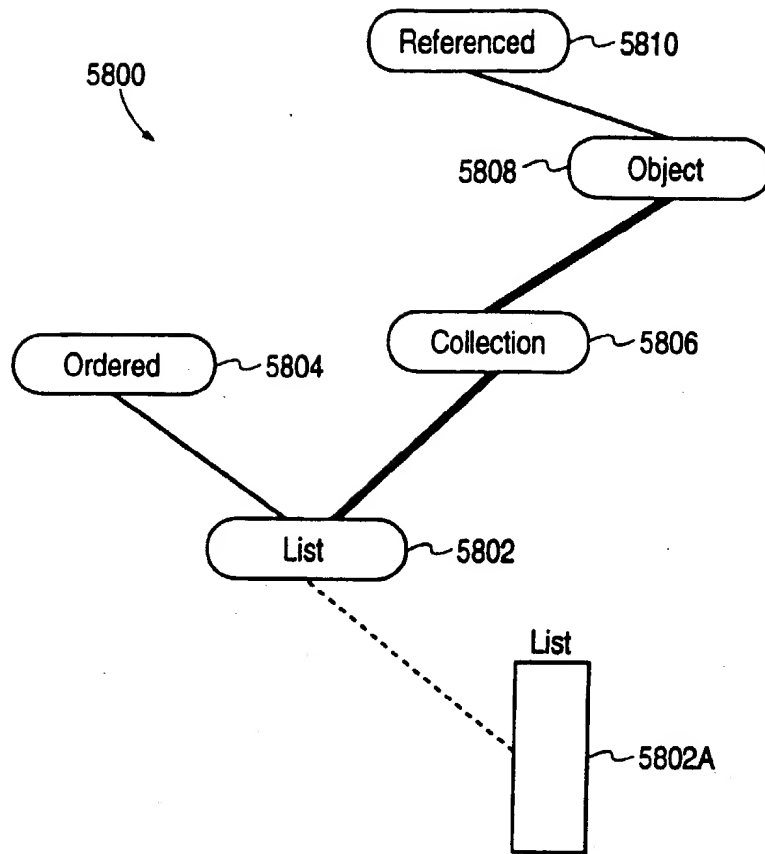 Referenced 5810
5800
5808 Object
Collection 5806
Ordered 5804
List 5802
List
5802A